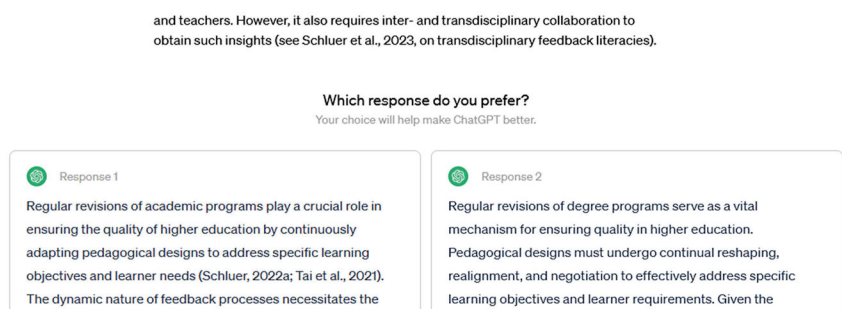 and teachers. However, it also requires inter- and transdisciplinary collaboration to
obtain such insights (see Schluer et al., 2023, on transdisciplinary feedback literacies).
Which response do you prefer?
Your choice will help make ChatGPT better.
Response 1
Regular revisions of academic programs play a crucial role in
ensuring the quality of higher education by continuously
adapting pedagogical designs to address specific learning
objectives and learner needs (Schluer, 2022a; Tai et al., 2021).
The dynamic nature of feedback processes necessitates the
Response 2
Regular revisions of degree programs serve as a vital
mechanism for ensuring quality in higher education.
Pedagogical designs must undergo continual reshaping,
realignment, and negotiation to effectively address specific
learning objectives and learner requirements. Given the